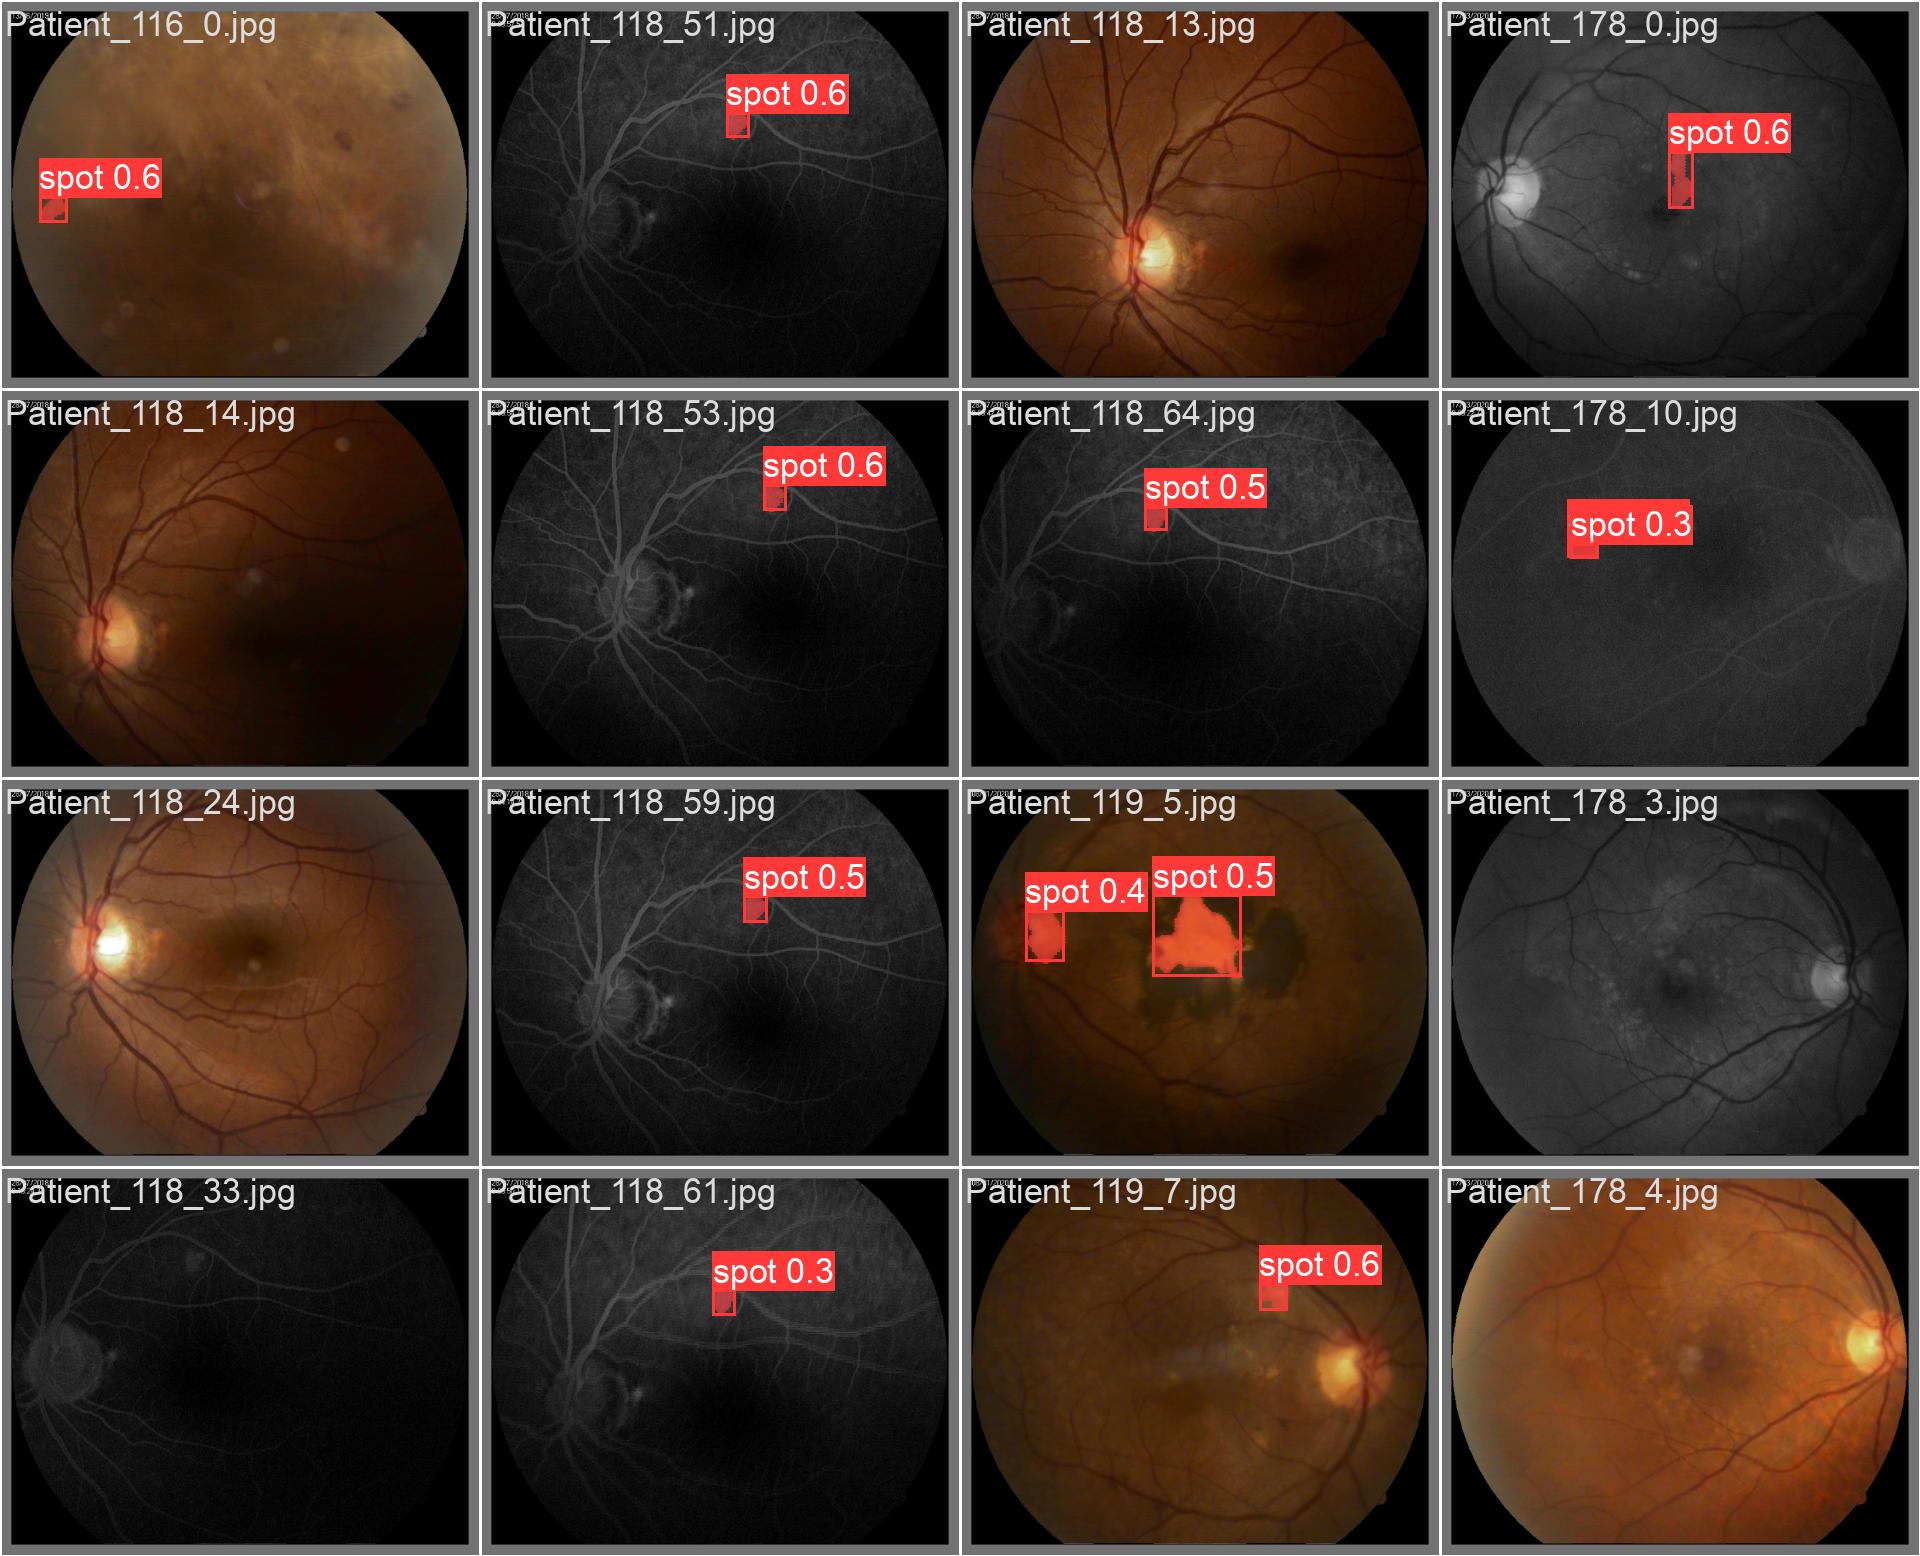 Patient_116_0.jpg
spot 0.6
Patient_118_51.jpg
spot 0.6
Patient_118_13.jpg
Patient_178_0.jpg
spot 0.6
Patient_118_14.jpg
Patient_118_53.jpg
spot 0.6
Patient_118_64.jpg
spot 0.5
Patient_178_10.jpg
spot 0.3
Patient_118_24.jpg
Patient_118_59.jpg
spot 0.5
Patient_119_5.jpg
spot 0.4
spot 0.5
Patient_178_3.jpg
Patient_118_33.jpg
Patient_118_61.jpg
spot 0.3
Patient_119_7.jpg
spot 0.6
Patient_178_4.jpg